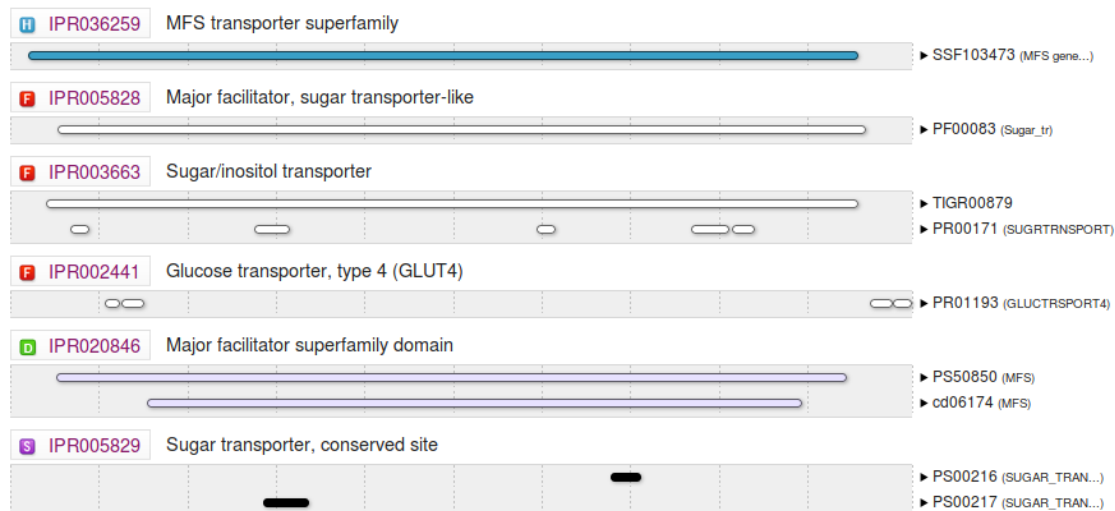 H IPR036259 MFS transporter superfamily
SSF103473 (MFS gene...)
F IPR005828 Major facilitator, sugar transporter-like
PF00083 (Sugar_tr)
F IPR003663 Sugar/inositol transporter
TIGR00879
PR00171 (SUGRTRNSPORT)
F IPR002441 Glucose transporter, type 4 (GLUT4)
PR01193 (GLUCTRSPORT4)
D IPR020846 Major facilitator superfamily domain
PS50850 (MFS)
cd06174 (MFS)
S IPR005829 Sugar transporter, conserved site
PS00216 (SUGAR_TRAN...)
PS00217 (SUGAR_TRAN...)